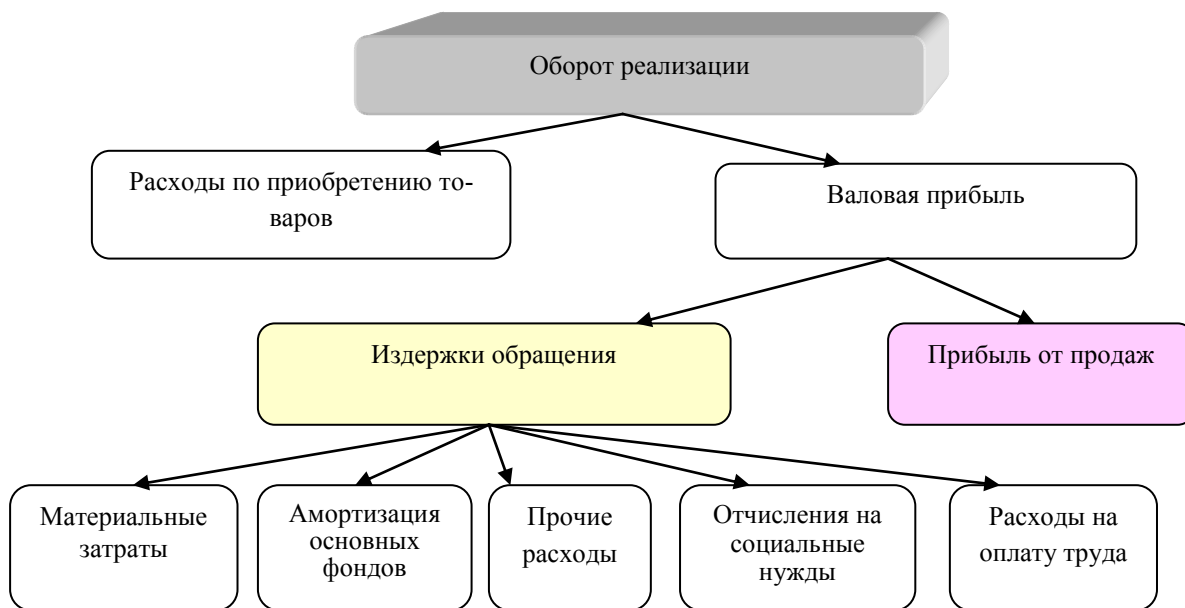 Оборот реализации
Расходы по приобретению то-
варов
Валовая прибыль
Издержки обращения
Прибыль от продаж
Материальные
затраты
Амортизация
основных
фондов
Прочие
расходы
Отчисления на
социальные
нужды
Расходы на
оплату труда